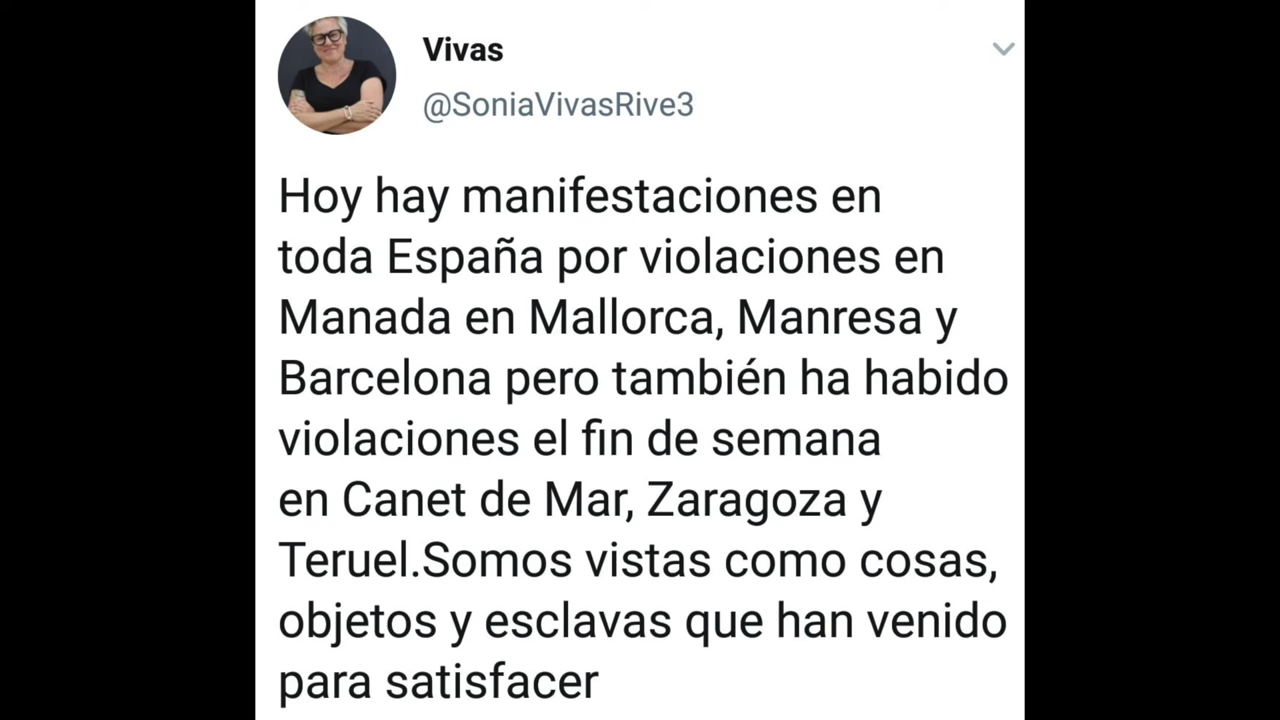 Vivas
@SoniaVivasRive3
Hoy hay manifestaciones en
toda España por violaciones en
Manada en Mallorca, Manresa y
Barcelona pero también ha habido
violaciones el fin de semana
en Canet de Mar, Zaragoza y
Teruel.Somos vistas como cosas,
objetos y esclavas que han venido
para satisfacer